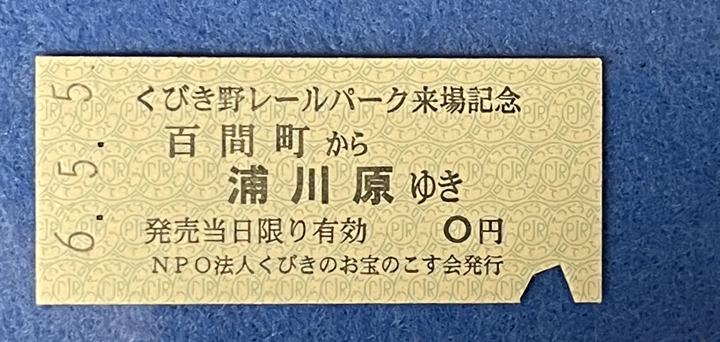 くびき野レールパーク来場記念
百間町から
浦川原ゆき
発売当日限り有効 0円
NPO法人くびきのお宝のこす会発行
6.5.5.